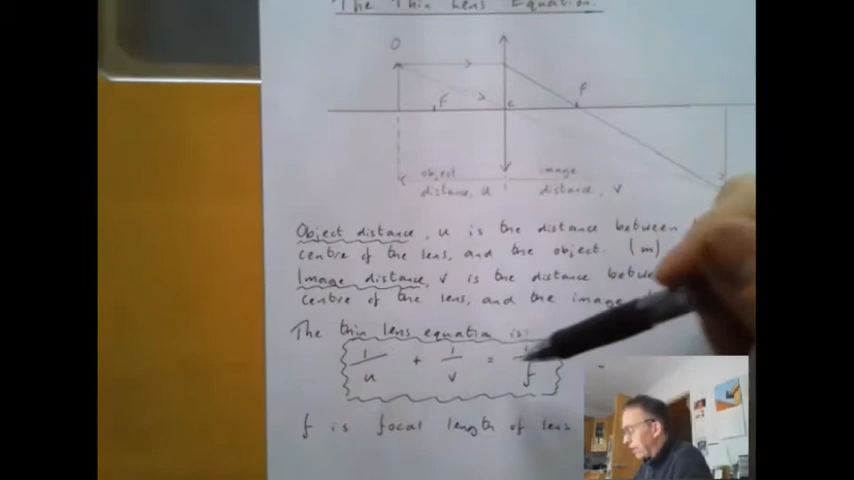 The Thin Lens Equation.
O
F
F
c
object
image
distance, u
distance, v
Object distance, u is the distance between
centre of the lens, and the object. (m)
Image distance, v is the distance
centre of the lens, and the image
The thin lens equation is:
1/u + 1/v = 1/f
f is focal length of lens